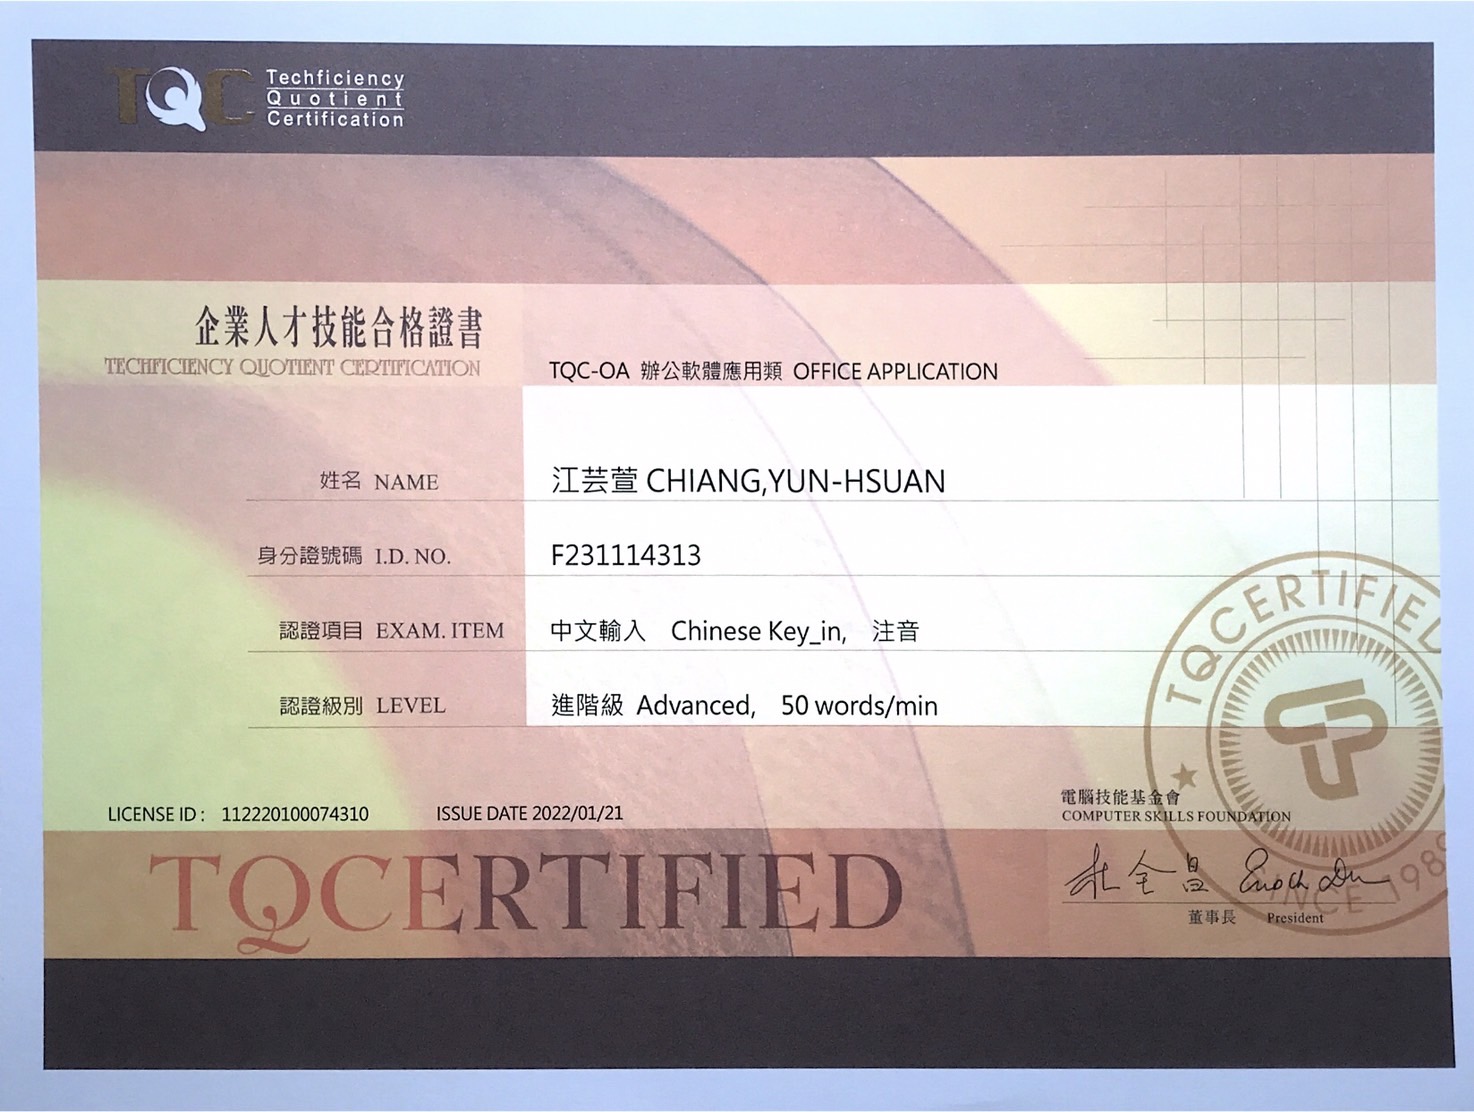 TQC Techficiency
Quotient
Certification
企業人才技能合格證書
TECHFICIENCY QUOTIENT CERTIFICATION
TQC-OA 辦公軟體應用類 OFFICE APPLICATION
姓名 NAME 江芸萱 CHIANG,YUN-HSUAN
身分證號碼 I.D. NO. F231114313
認證項目 EXAM. ITEM 中文輸入 Chinese Key_in, 注音
認證級別 LEVEL 進階級 Advanced, 50 words/min
TQCERTIFIED
SINCE 1989
LICENSE ID : 112220100074310 ISSUE DATE 2022/01/21
電腦技能基金會
COMPUTER SKILLS FOUNDATION
TQCERTIFIED
董事長 President